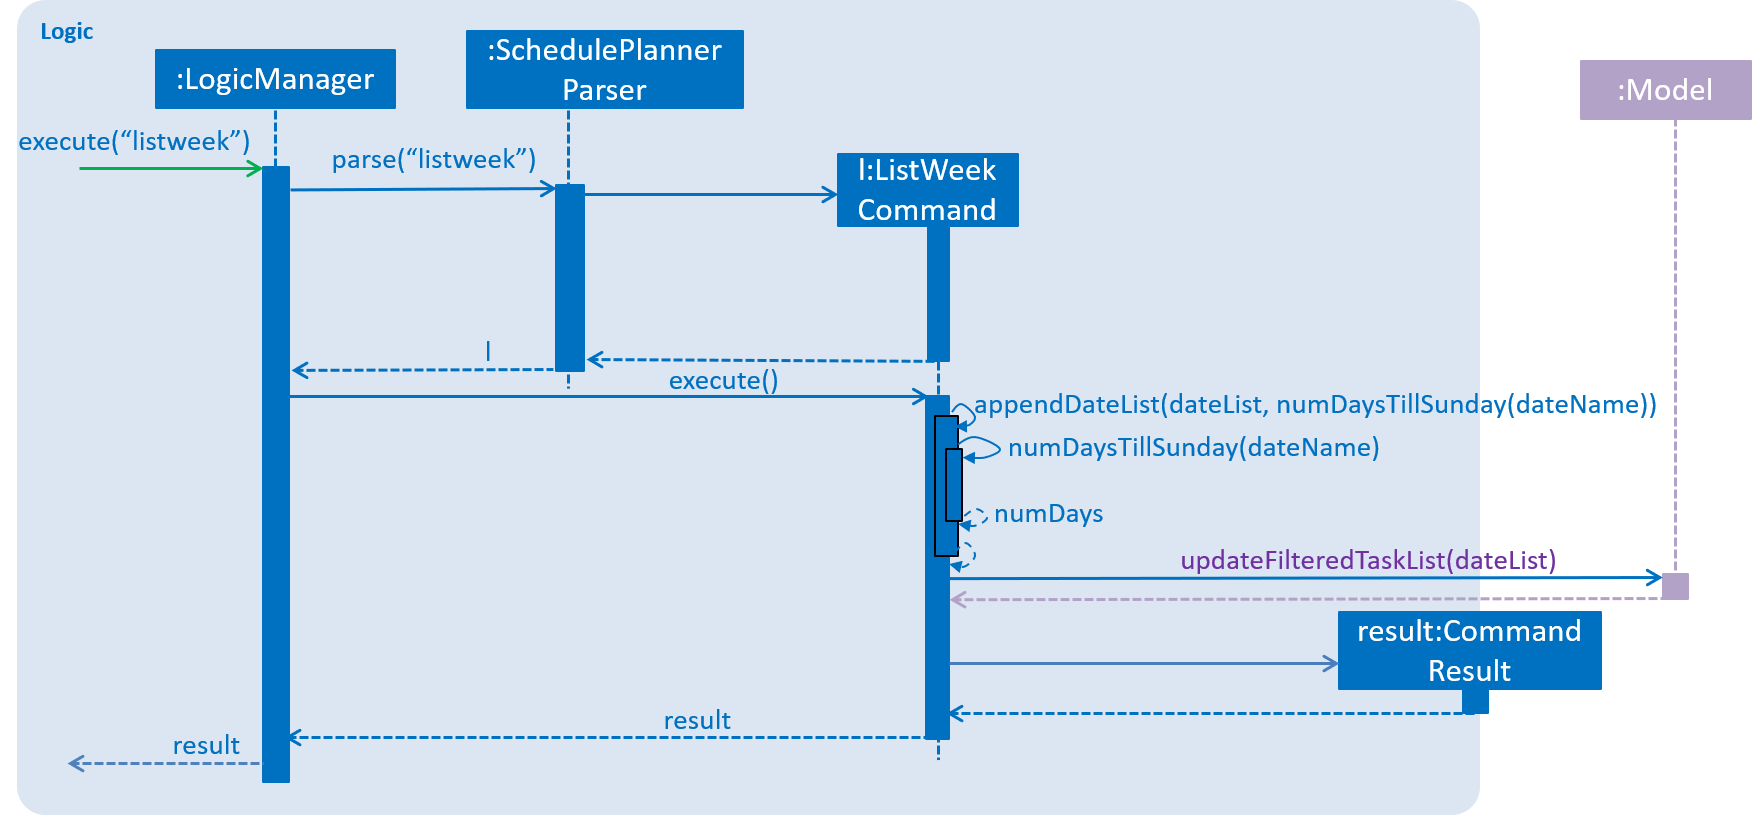 Logic
:LogicManager
:SchedulePlanner
Parser
:Model
execute(“listweek”)
parse(“listweek”)
l:ListWeek
Command
l
execute()
appendDateList(dateList, numDaysTillSunday(dateName))
numDaysTillSunday(dateName)
numDays
updateFilteredTaskList(dateList)
result:Command
Result
result
result